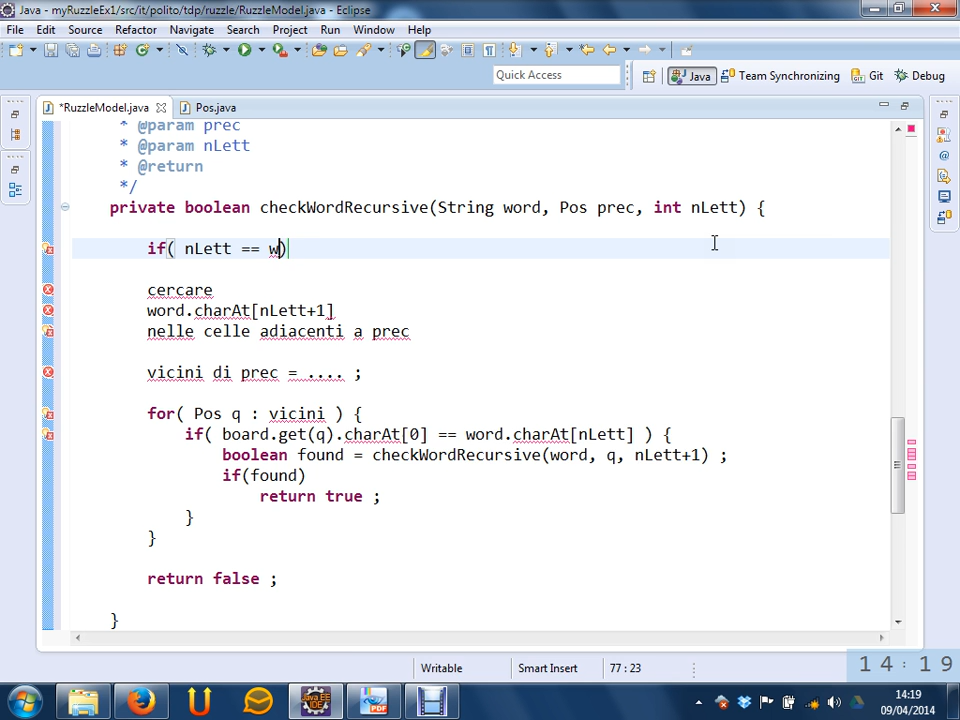 Java - myRuzzleEx1/src/it/polito/tdp/ruzzle/RuzzleModel.java - Eclipse
File Edit Source Refactor Navigate Search Project Run Window Help
Quick Access
Java
Team Synchronizing
Git
Debug
*RuzzleModel.java
Pos.java
* @param prec
* @param nLett
* @return
*/
private boolean checkWordRecursive(String word, Pos prec, int nLett) {
if( nLett == w)
cercare
word.charAt[nLett+1]
nelle celle adiacenti a prec
vicini di prec = .... ;
for( Pos q : vicini ) {
if( board.get(q).charAt[0] == word.charAt[nLett] ) {
boolean found = checkWordRecursive(word, q, nLett+1) ;
if(found)
return true ;
}
}
return false ;
}
Writable
Smart Insert
77 : 23
14:19
14:19
09/04/2014